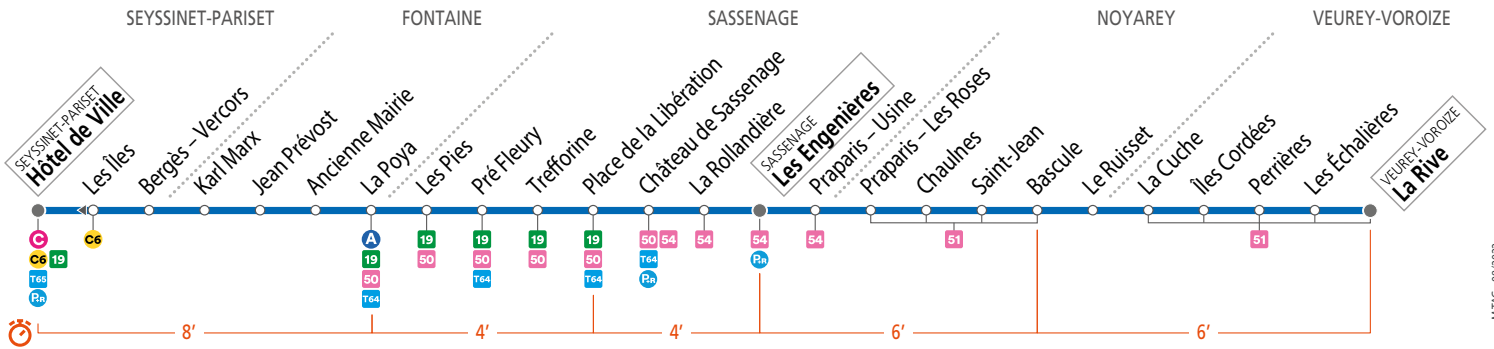 SEYSSINET-PARISET
FONTAINE
SASSENAGE
NOYAREY
VEUREY-VOROIZE
SEYSSINET-PARISET
Hôtel de Ville
Les Îles
Bergès – Vercors
Karl Marx
Jean Prévost
Ancienne Mairie
La Poya
Les Pies
Pré Fleury
Trefforine
Place de la Libération
Château de Sassenage
La Rollandière
SASSENAGE
Les Engenières
Praparis – Usine
Praparis – Les Roses
Chaulnes
Saint-Jean
Bascule
Le Ruisset
La Cuche
Îles Cordées
Perrières
Les Échalières
VEUREY-VOROIZE
La Rive
C
C6 19
T65
P+R
C6
A
19
50
T64
19
50
19
50
T64
19
50
19
50
T64
50 54
T64
P+R
54
54
P+R
54
51
51
8’
4’
4’
6’
6’